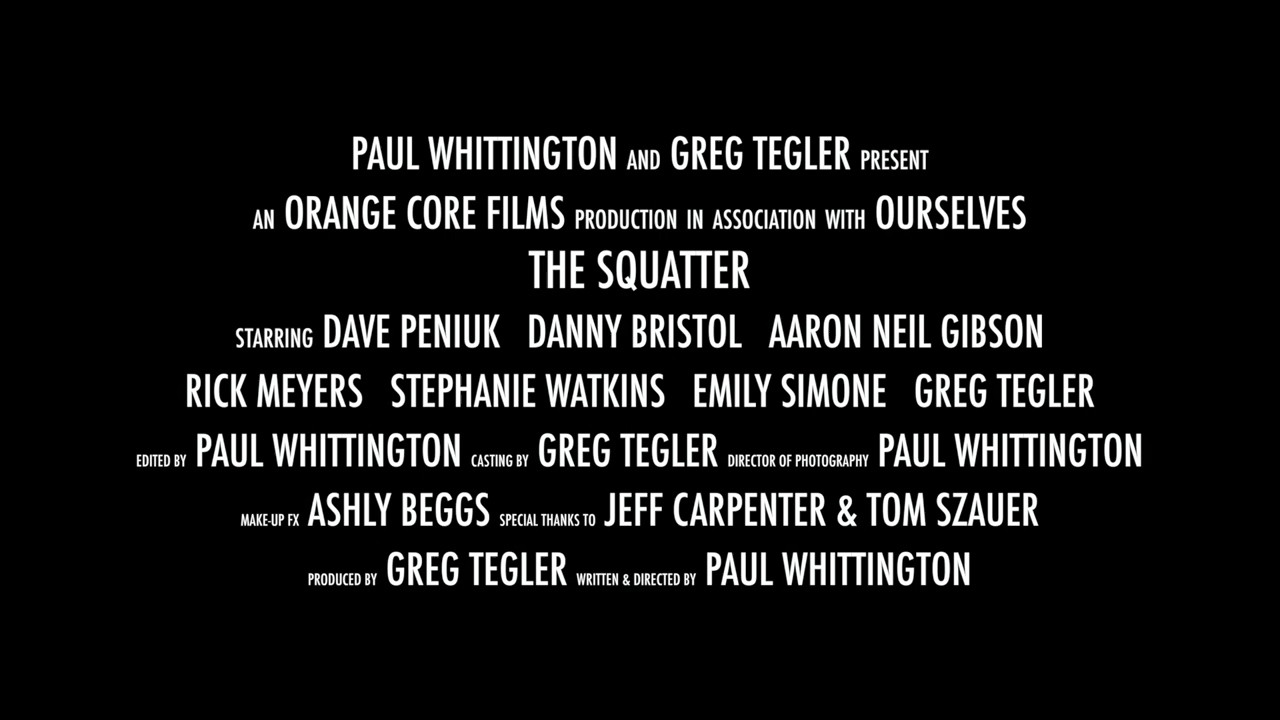 PAUL WHITTINGTON AND GREG TEGLER PRESENT
AN ORANGE CORE FILMS PRODUCTION IN ASSOCIATION WITH OURSELVES
THE SQUATTER
STARRING DAVE PENIUK DANNY BRISTOL AARON NEIL GIBSON
RICK MEYERS STEPHANIE WATKINS EMILY SIMONE GREG TEGLER
EDITED BY PAUL WHITTINGTON CASTING BY GREG TEGLER DIRECTOR OF PHOTOGRAPHY PAUL WHITTINGTON
MAKE-UP FX ASHLY BEGGS SPECIAL THANKS TO JEFF CARPENTER & TOM SZAUER
PRODUCED BY GREG TEGLER WRITTEN & DIRECTED BY PAUL WHITTINGTON